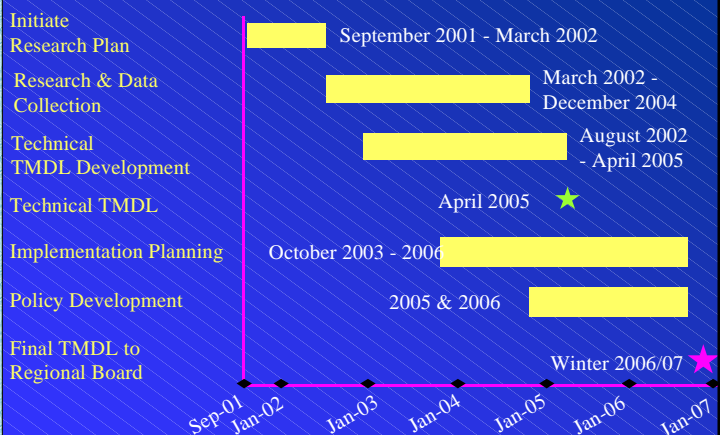 Initiate
Research Plan
September 2001 - March 2002
Research & Data
Collection
March 2002 -
December 2004
Technical
TMDL Development
August 2002
- April 2005
Technical TMDL
April 2005
Implementation Planning
October 2003 - 2006
Policy Development
2005 & 2006
Final TMDL to
Regional Board
Winter 2006/07
Sep-01
Jan-02
Jan-03
Jan-04
Jan-05
Jan-06
Jan-07